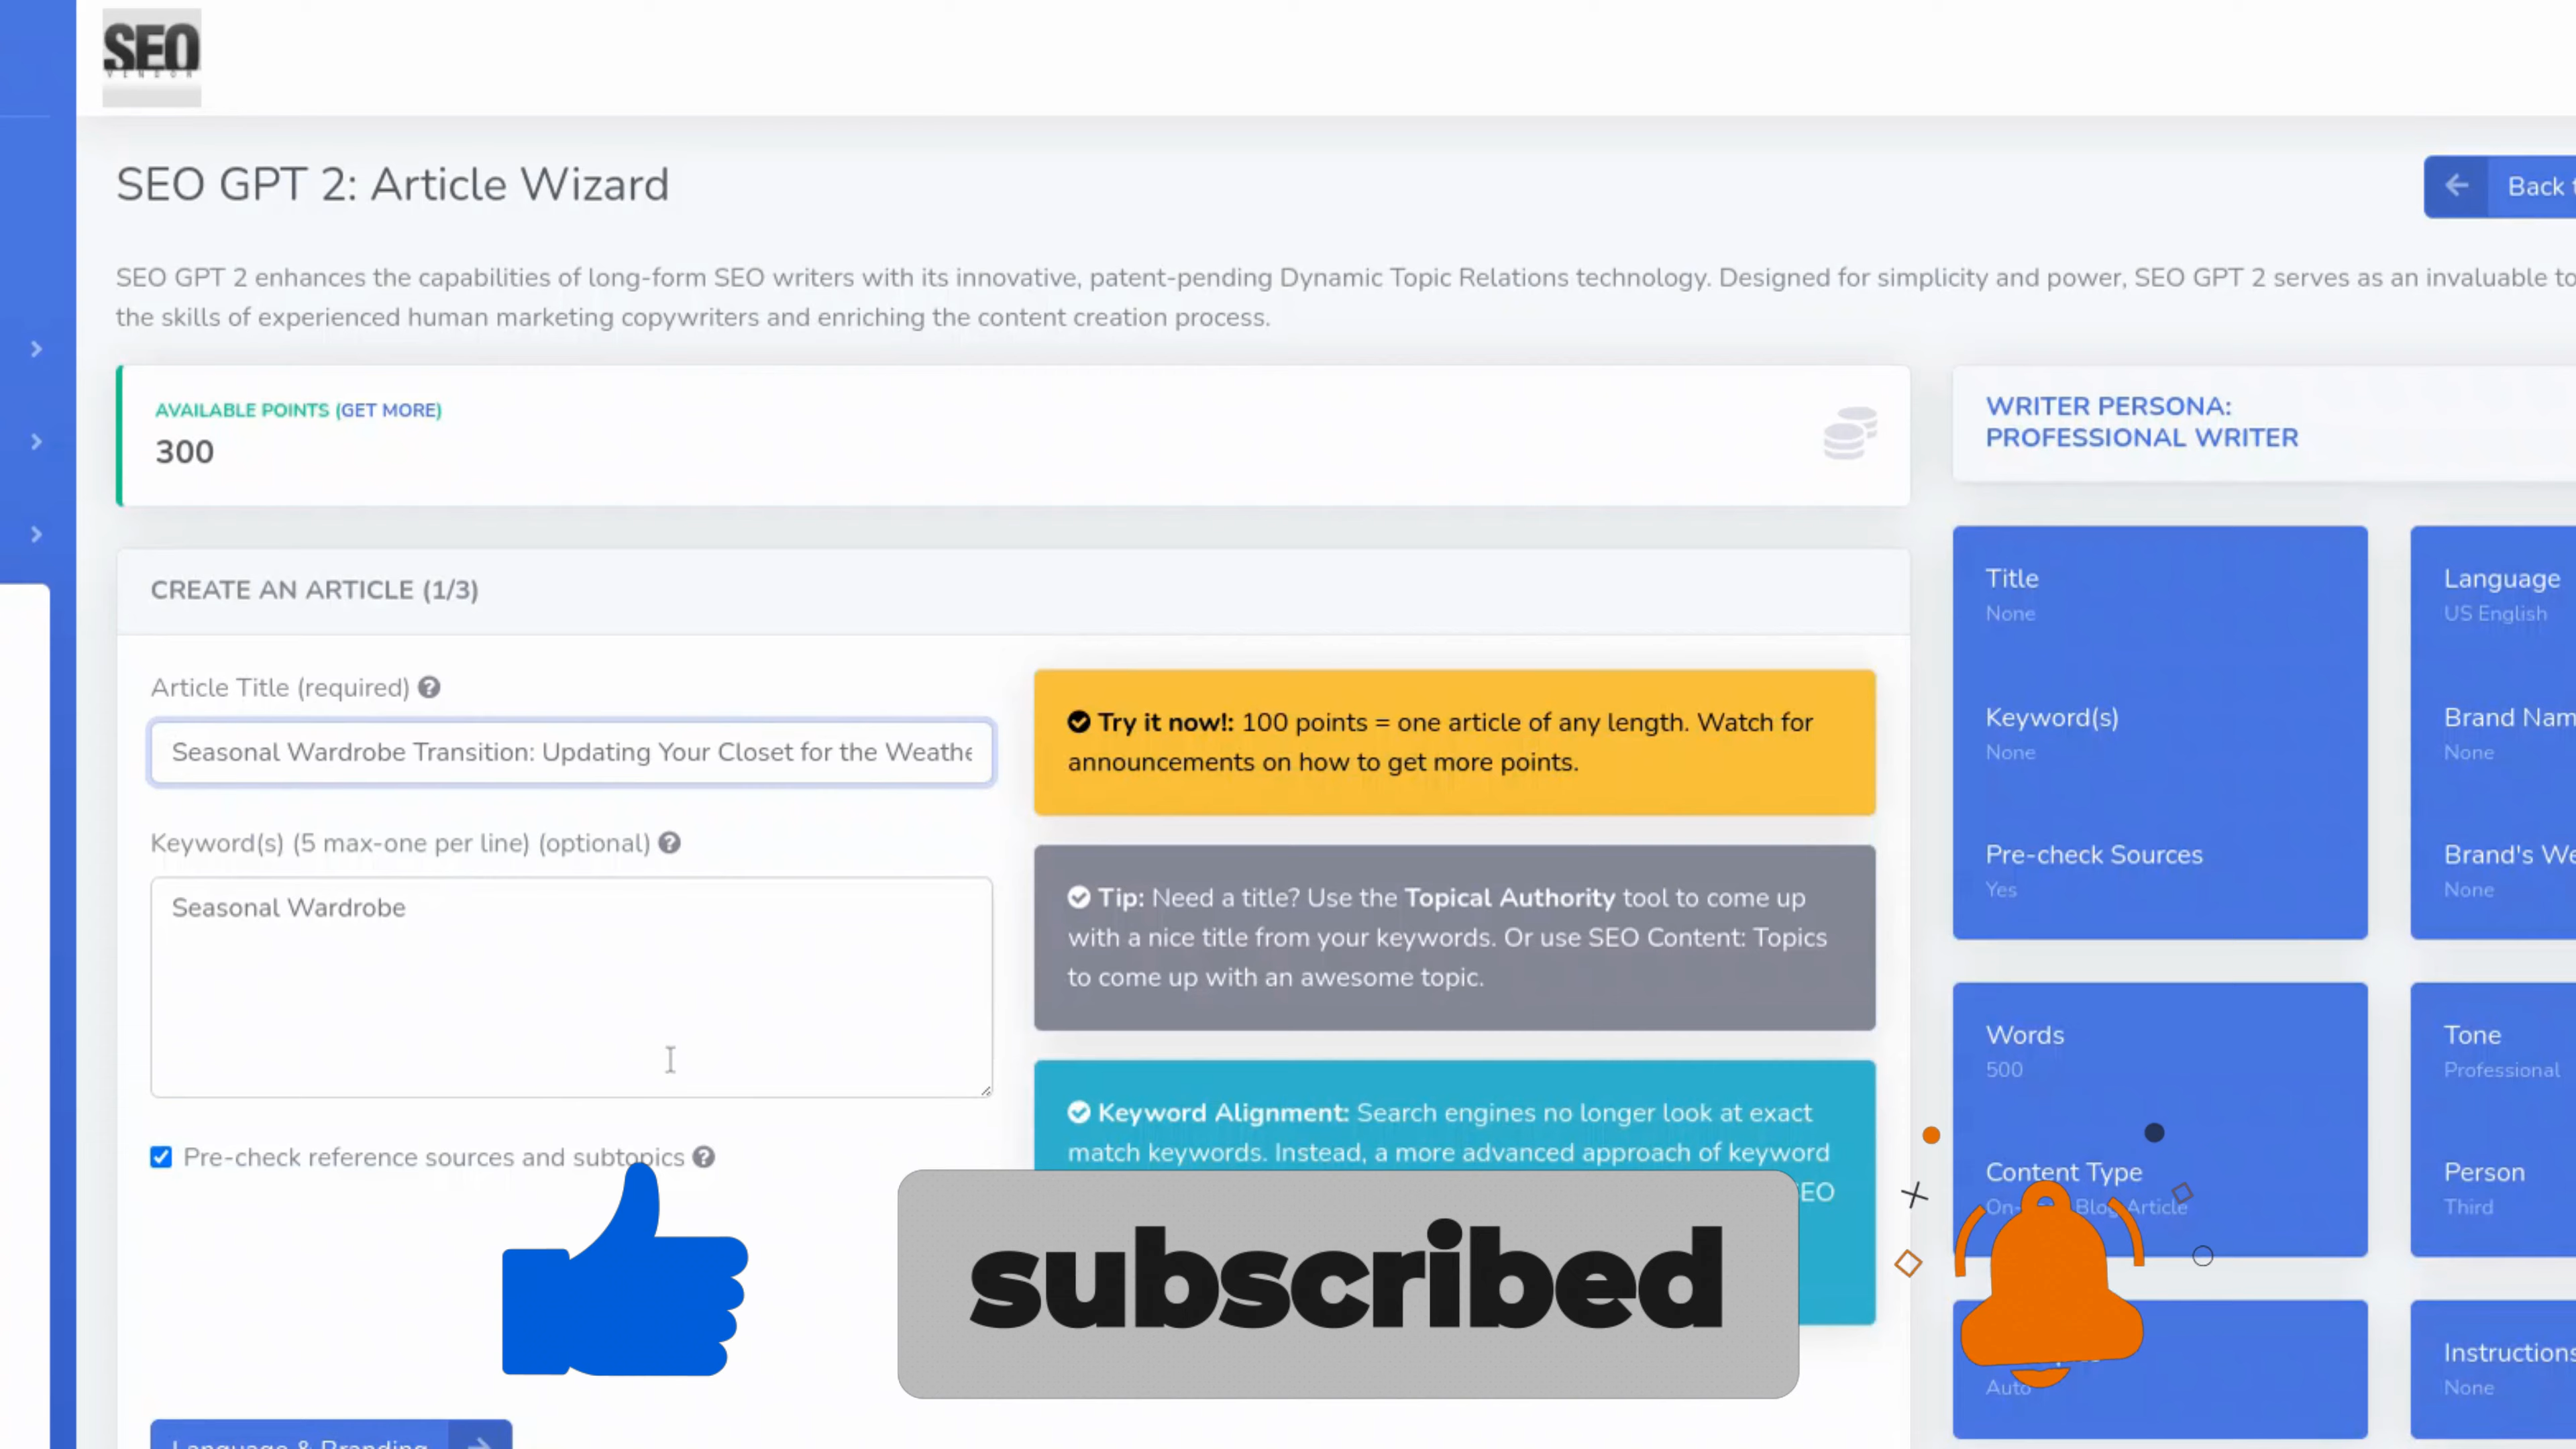 SEO
VENDOR
SEO GPT 2: Article Wizard
Back
SEO GPT 2 enhances the capabilities of long-form SEO writers with its innovative, patent-pending Dynamic Topic Relations technology. Designed for simplicity and power, SEO GPT 2 serves as an invaluable
the skills of experienced human marketing copywriters and enriching the content creation process.
AVAILABLE POINTS (GET MORE)
300
WRITER PERSONA:
PROFESSIONAL WRITER
CREATE AN ARTICLE (1/3)
Article Title (required)
Seasonal Wardrobe Transition: Updating Your Closet for the Weathe
Keyword(s) (5 max-one per line) (optional)
Seasonal Wardrobe
Pre-check reference sources and subtopics
Language & Branding
Try it now!: 100 points = one article of any length. Watch for
announcements on how to get more points.
Tip: Need a title? Use the Topical Authority tool to come up
with a nice title from your keywords. Or use SEO Content: Topics
to come up with an awesome topic.
Keyword Alignment: Search engines no longer look at exact
match keywords. Instead, a more advanced approach of keyword
SEO
subscribed
Title
None
Keyword(s)
None
Pre-check Sources
Yes
Language
US English
Brand Nam
None
Brand's We
None
Words
500
Content Type
On- Blog Article
Tone
Professional
Person
Third
Auto
Instructions
None